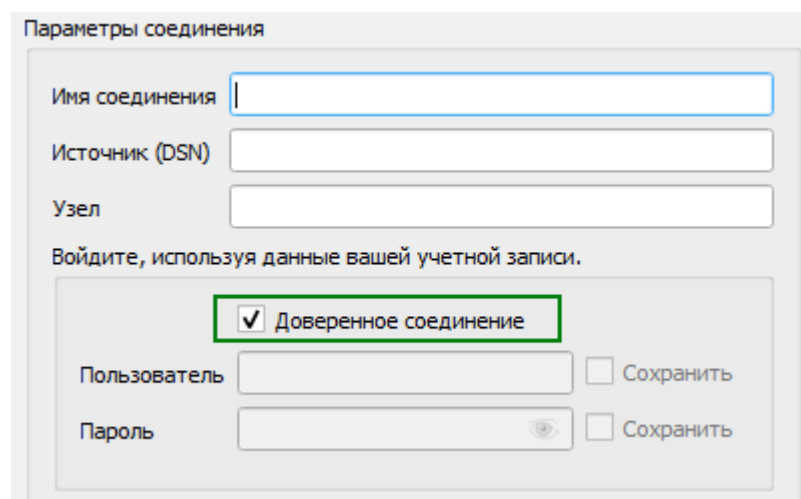 Параметры соединения
Имя соединения
Источник (DSN)
Узел
Войдите, используя данные вашей учетной записи.
Доверенное соединение
Пользователь Сохранить
Пароль Сохранить